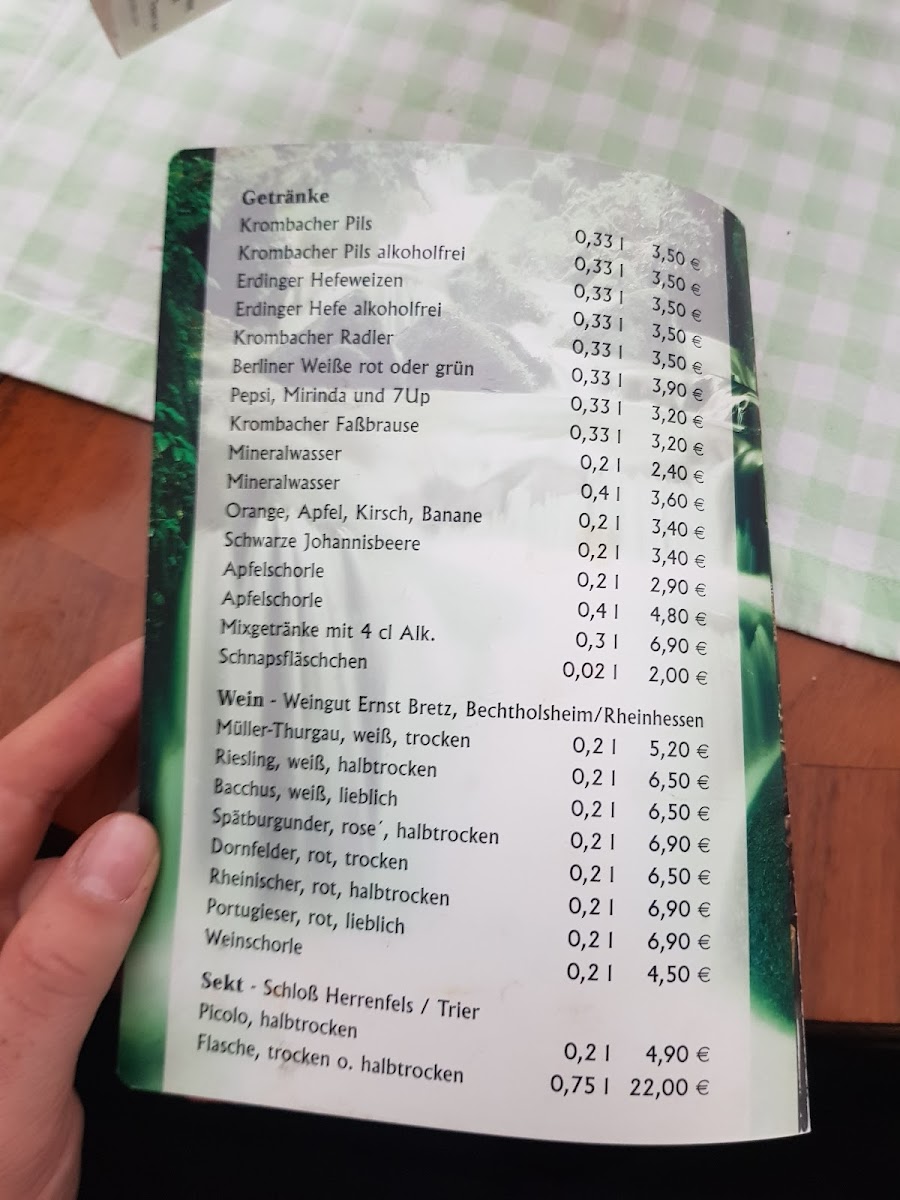 Getränke
Krombacher Pils 0,33 l 3,50 €
Krombacher Pils alkoholfrei 0,33 l 3,50 €
Erdinger Hefeweizen 0,33 l 3,50 €
Erdinger Hefe alkoholfrei 0,33 l 3,50 €
Krombacher Radler 0,33 l 3,50 €
Berliner Weiße rot oder grün 0,33 l 3,90 €
Pepsi, Mirinda und 7Up 0,33 l 3,20 €
Krombacher Faßbrause 0,33 l 3,20 €
Mineralwasser 0,2 l 2,40 €
Mineralwasser 0,4 l 3,60 €
Orange, Apfel, Kirsch, Banane 0,2 l 3,40 €
Schwarze Johannisbeere 0,2 l 3,40 €
Apfelschorle 0,2 l 2,90 €
Apfelschorle 0,4 l 4,80 €
Mixgetränke mit 4 cl Alk. 0,3 l 6,90 €
Schnapsfläschchen 0,02 l 2,00 €
Wein - Weingut Ernst Bretz, Bechtholsheim/Rheinhessen
Müller-Thurgau, weiß, trocken 0,2 l 5,20 €
Riesling, weiß, halbtrocken 0,2 l 6,50 €
Bacchus, weiß, lieblich 0,2 l 6,50 €
Spätburgunder, rose´, halbtrocken 0,2 l 6,90 €
Dornfelder, rot, trocken 0,2 l 6,50 €
Rheinischer, rot, halbtrocken 0,2 l 6,90 €
Portugieser, rot, lieblich 0,2 l 6,90 €
Weinschorle 0,2 l 4,50 €
Sekt - Schloß Herrenfels / Trier
Picolo, halbtrocken 0,2 l 4,90 €
Flasche, trocken o. halbtrocken 0,75 l 22,00 €